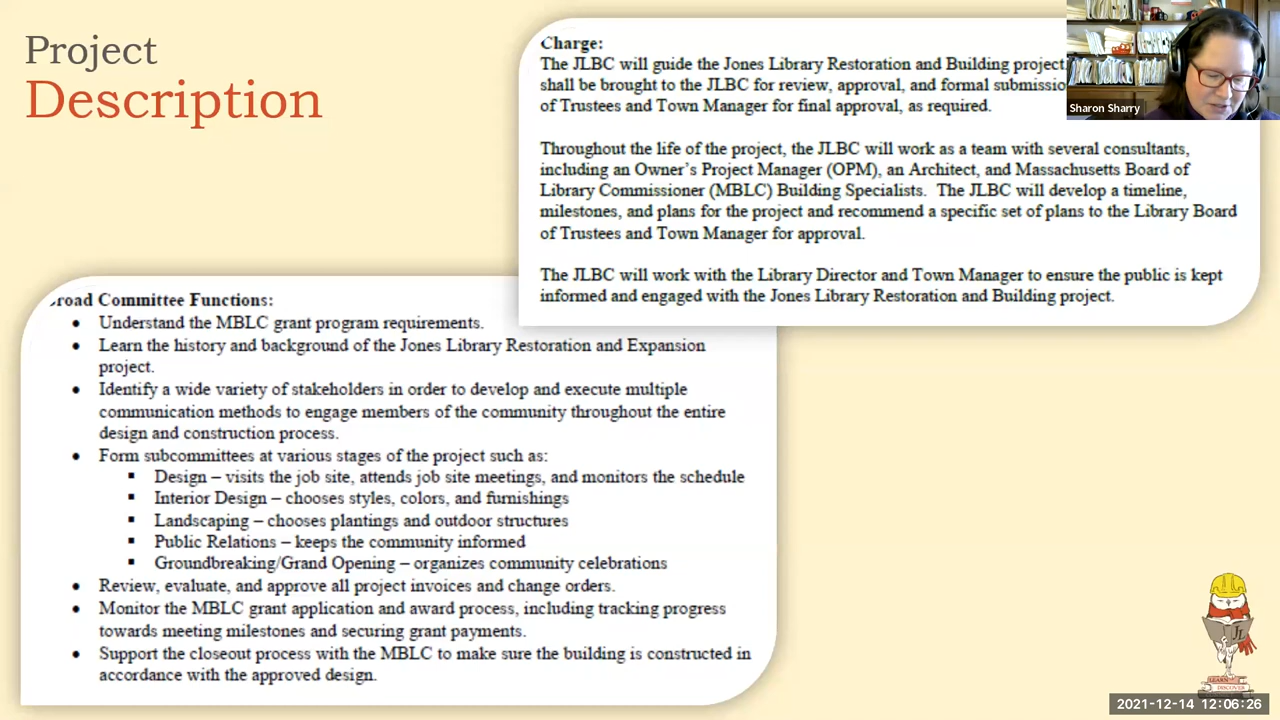 Project
Description
Charge:
The JLBC will guide the Jones Library Restoration and Building project
shall be brought to the JLBC for review, approval, and formal submissio
of Trustees and Town Manager for final approval, as required.
Throughout the life of the project, the JLBC will work as a team with several consultants,
including an Owner's Project Manager (OPM), an Architect, and Massachusetts Board of
Library Commissioner (MBLC) Building Specialists. The JLBC will develop a timeline,
milestones, and plans for the project and recommend a specific set of plans to the Library Board
of Trustees and Town Manager for approval.
The JLBC will work with the Library Director and Town Manager to ensure the public is kept
informed and engaged with the Jones Library Restoration and Building project.
Sharon Sharry
road Committee Functions:
• Understand the MBLC grant program requirements.
• Learn the history and background of the Jones Library Restoration and Expansion
project.
• Identify a wide variety of stakeholders in order to develop and execute multiple
communication methods to engage members of the community throughout the entire
design and construction process.
• Form subcommittees at various stages of the project such as:
▪ Design – visits the job site, attends job site meetings, and monitors the schedule
▪ Interior Design – chooses styles, colors, and furnishings
▪ Landscaping – chooses plantings and outdoor structures
▪ Public Relations – keeps the community informed
▪ Groundbreaking/Grand Opening – organizes community celebrations
• Review, evaluate, and approve all project invoices and change orders.
• Monitor the MBLC grant application and award process, including tracking progress
towards meeting milestones and securing grant payments.
• Support the closeout process with the MBLC to make sure the building is constructed in
accordance with the approved design.
JL
LEARN
DISCOVER
2021-12-14 12:06:26